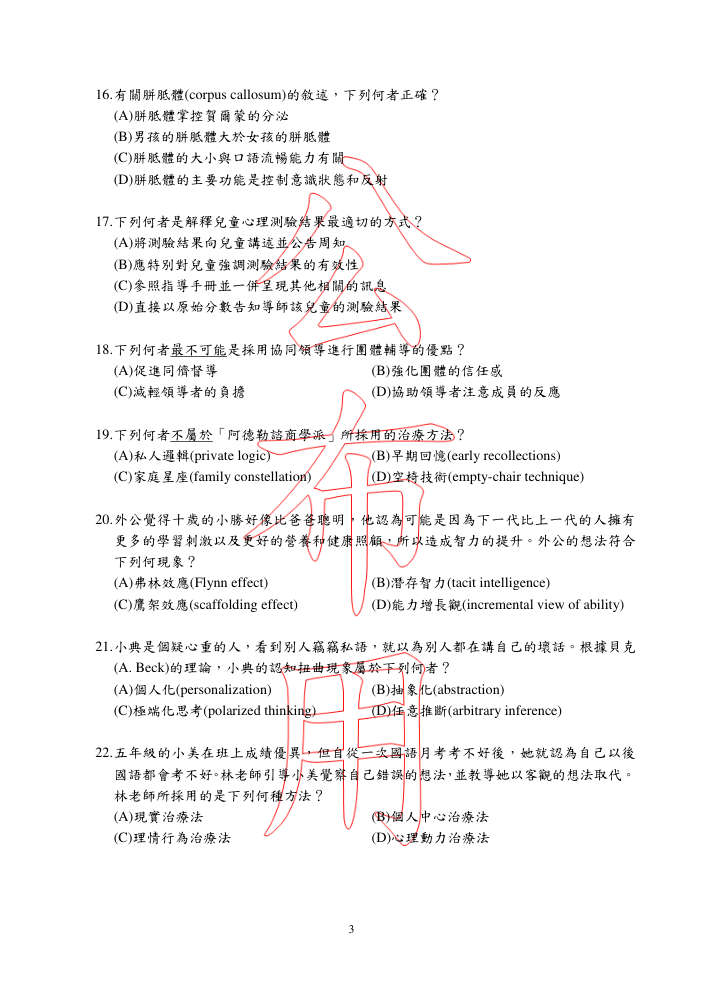 16.有關胼胝體(corpus callosum)的敘述，下列何者正確？
(A)胼胝體掌控賀爾蒙的分泌
(B)男孩的胼胝體大於女孩的胼胝體
(C)胼胝體的大小與口語流暢能力有關
(D)胼胝體的主要功能是控制意識狀態和反射
17.下列何者是解釋兒童心理測驗結果最適切的方式？
(A)將測驗結果向兒童講述並公告周知
(B)應特別對兒童強調測驗結果的有效性
(C)參照指導手冊並一併呈現其他相關的訊息
(D)直接以原始分數告知導師該兒童的測驗結果
18.下列何者最不可能是採用協同領導進行團體輔導的優點？
(A)促進同儕督導 (B)強化團體的信任感
(C)減輕領導者的負擔 (D)協助領導者注意成員的反應
19.下列何者不屬於「阿德勒諮商學派」所採用的治療方法？
(A)私人邏輯(private logic) (B)早期回憶(early recollections)
(C)家庭星座(family constellation) (D)空椅技術(empty-chair technique)
20.外公覺得十歲的小勝好像比爸爸聰明，他認為可能是因為下一代比上一代的人擁有
更多的學習刺激以及更好的營養和健康照顧，所以造成智力的提升。外公的想法符合
下列何現象？
(A)弗林效應(Flynn effect) (B)潛存智力(tacit intelligence)
(C)鷹架效應(scaffolding effect) (D)能力增長觀(incremental view of ability)
21.小典是個疑心重的人，看到別人竊竊私語，就以為別人都在講自己的壞話。根據貝克
(A. Beck)的理論，小典的認知扭曲現象屬於下列何者？
(A)個人化(personalization) (B)抽象化(abstraction)
(C)極端化思考(polarized thinking) (D)任意推斷(arbitrary inference)
22.五年級的小美在班上成績優異，但自從一次國語月考考不好後，她就認為自己以後
國語都會考不好。林老師引導小美覺察自己錯誤的想法，並教導她以客觀的想法取代。
林老師所採用的是下列何種方法？
(A)現實治療法 (B)個人中心治療法
(C)理情行為治療法 (D)心理動力治療法
公布用
3